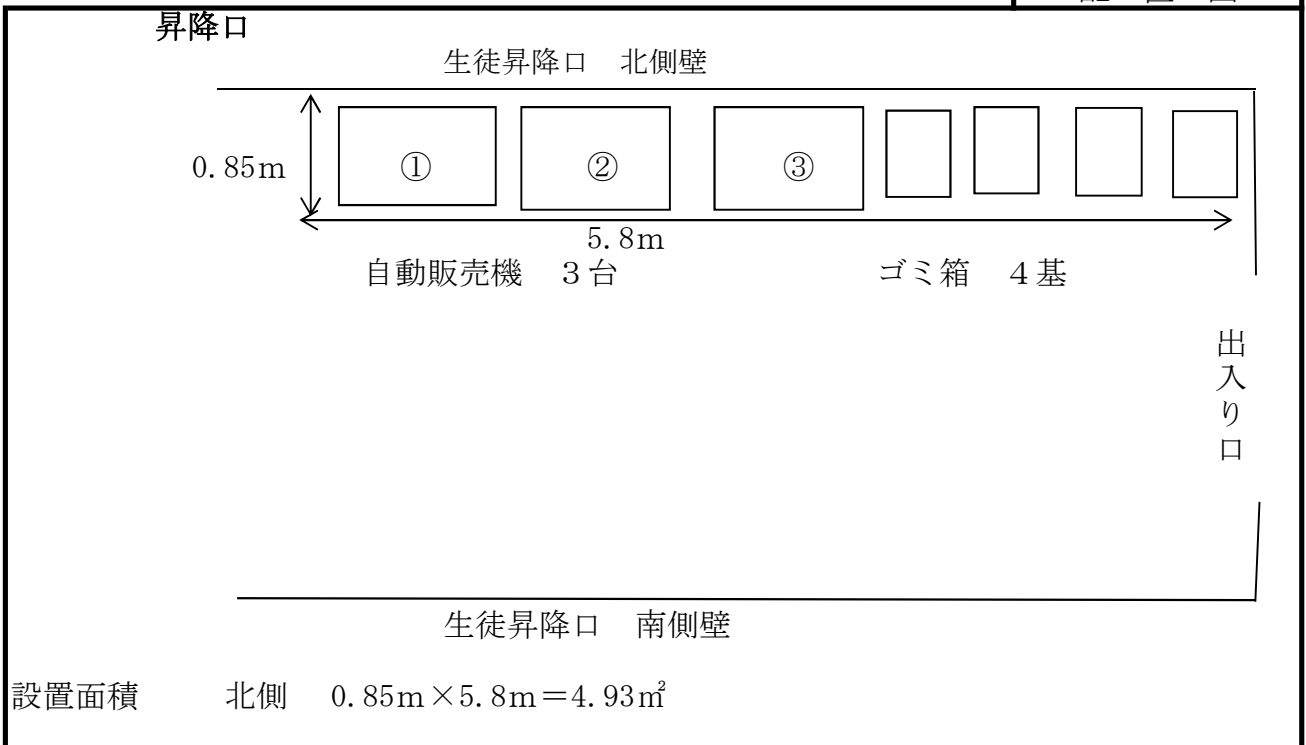 昇降口
生徒昇降口　北側壁
0.85m
①
②
③
5.8m
自動販売機　３台
ゴミ箱　４基
出入り口
生徒昇降口　南側壁
設置面積　北側　0.85m×5.8m＝4.93㎡